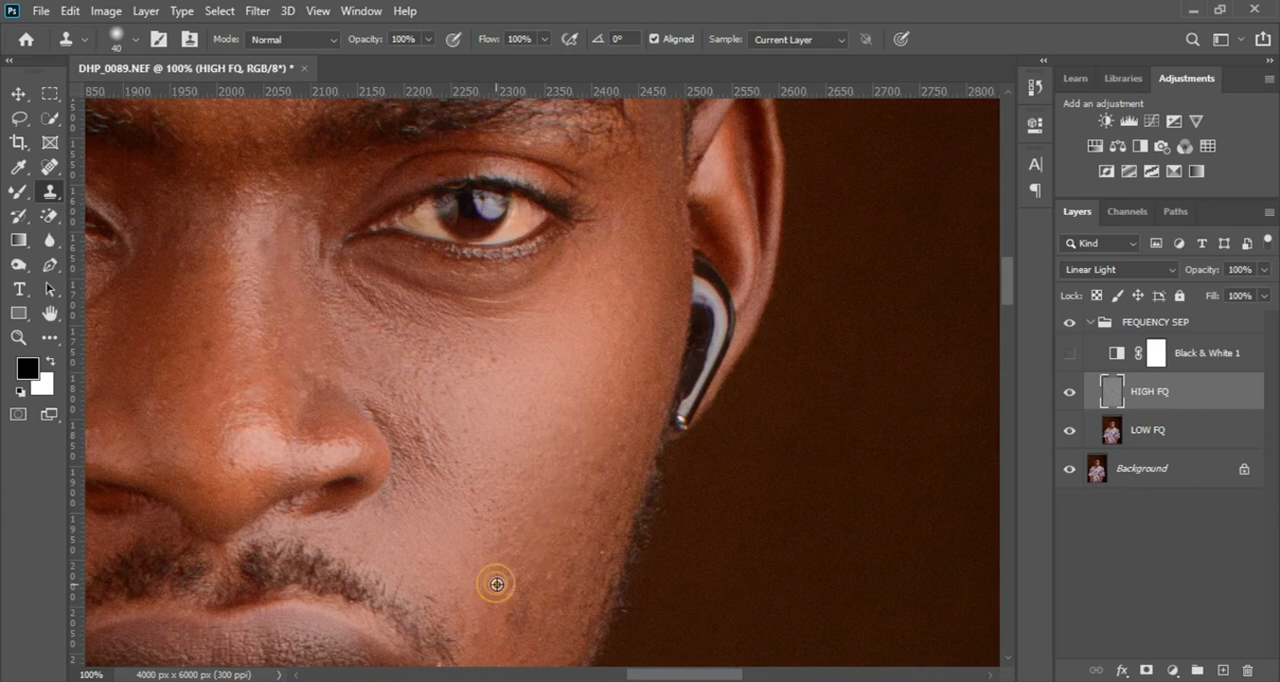 Ps File Edit Image Layer Type Select Filter 3D View Window Help
40 Mode: Normal Opacity: 100% Flow: 100% 0° Aligned Sample: Current Layer
DHP_0089.NEF @ 100% (HIGH FQ, RGB/8*) * ×
850 1900 1950 2000 2050 2100 2150 2200 2250 2300 2350 2400 2450 2500 2550 2600 2650 2700 2750 2800
Learn Libraries Adjustments
Add an adjustment
Layers Channels Paths
Kind
Linear Light Opacity: 100%
Lock: Fill: 100%
FEQUENCY SEP
Black & White 1
HIGH FQ
LOW FQ
Background
100% 4000 px x 6000 px (300 ppi)